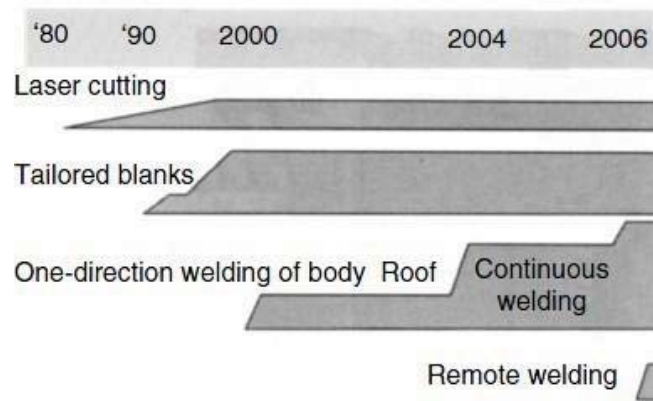 ‘80 ‘90 2000 2004 2006
Laser cutting
Tailored blanks
One-direction welding of body Roof
Continuous
welding
Remote welding